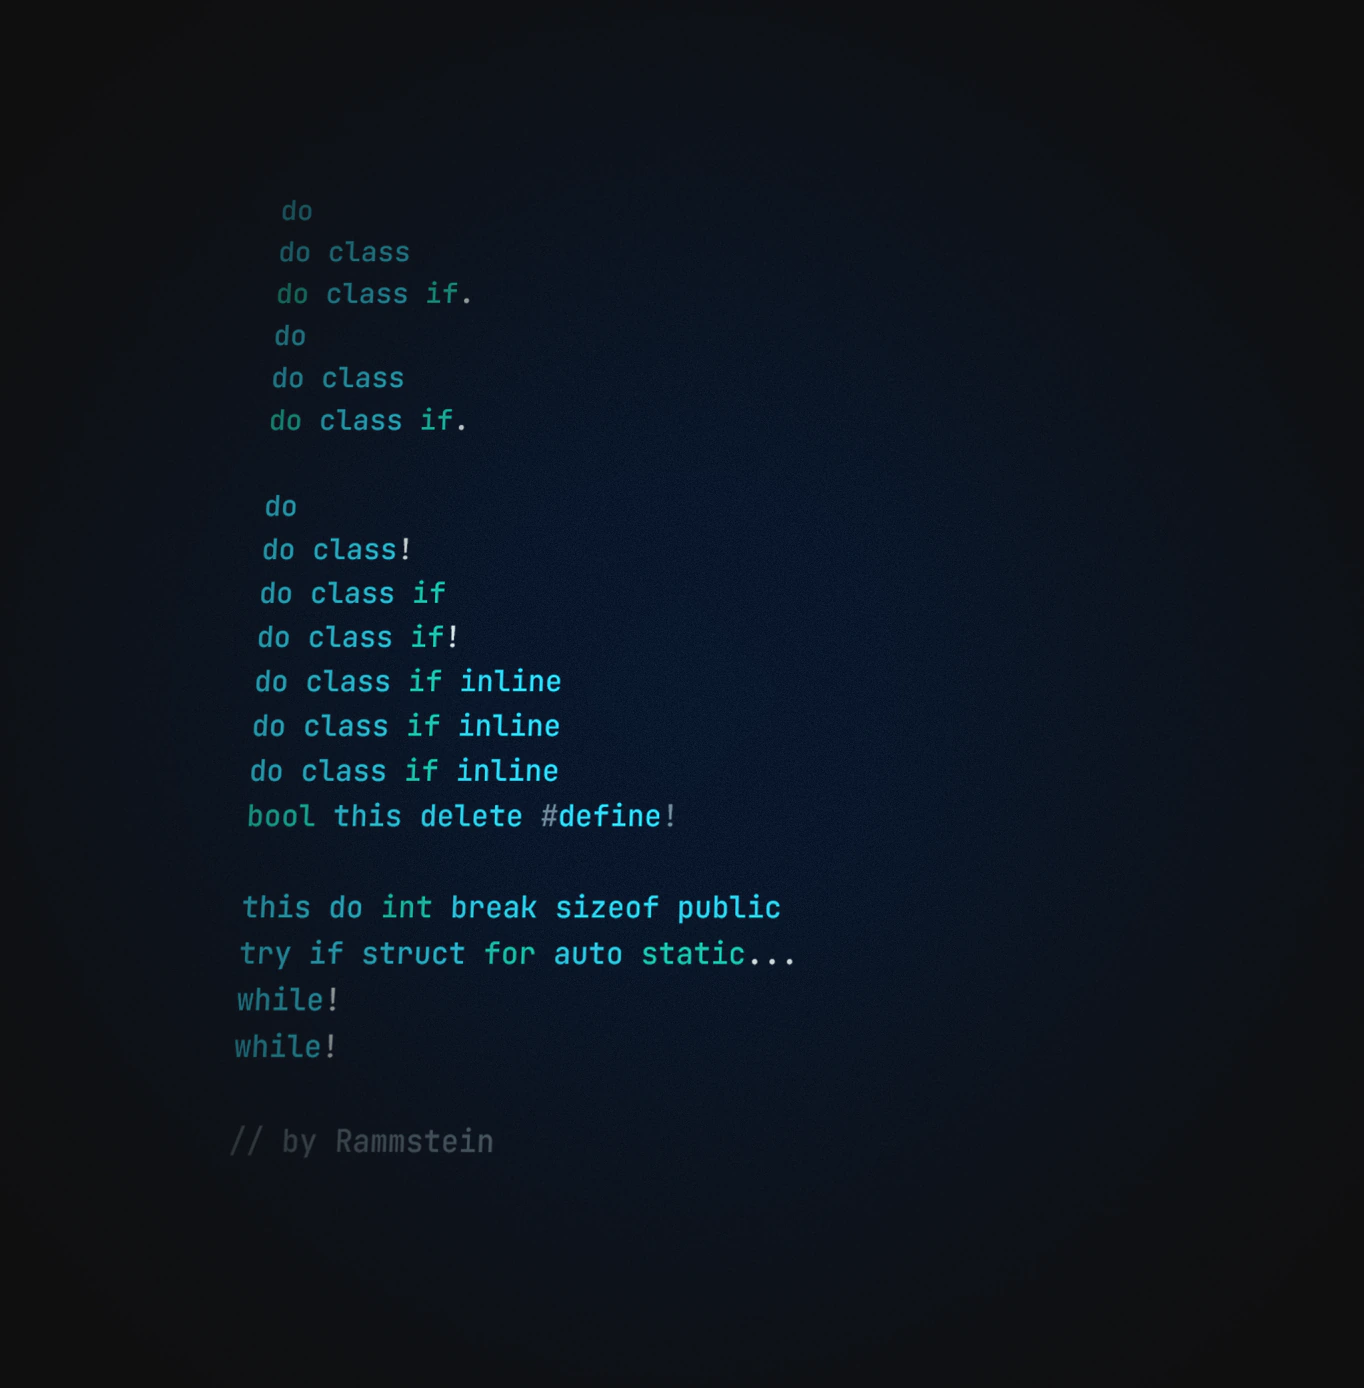 do
do class
do class if.
do
do class
do class if.
do
do class!
do class if
do class if!
do class if inline
do class if inline
do class if inline
bool this delete #define!
this do int break sizeof public
try if struct for auto static...
while!
while!
// by Rammstein